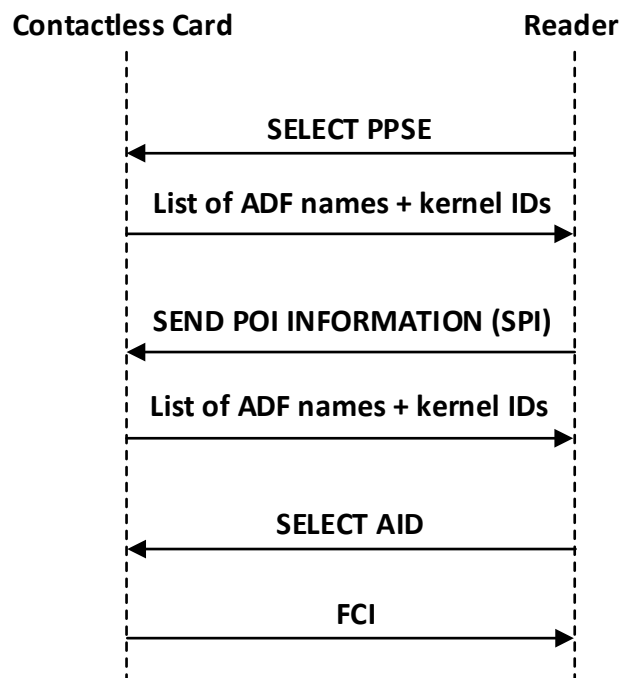 Contactless Card
Reader
SELECT PPSE
List of ADF names + kernel IDs
SEND POI INFORMATION (SPI)
List of ADF names + kernel IDs
SELECT AID
FCI